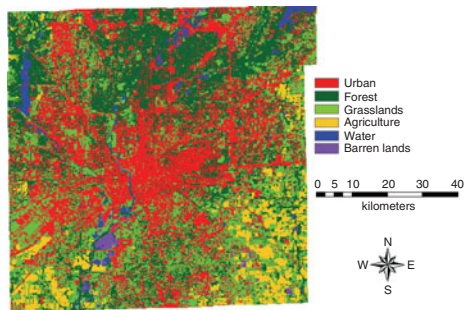 Urban
Forest
Grasslands
Agriculture
Water
Barren lands
0 5 10 20 30 40
kilometers
N
W E
S